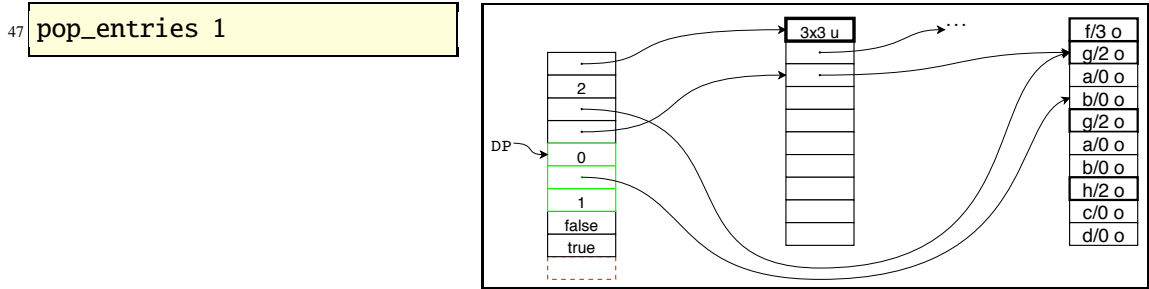 47 pop_entries 1
3x3 u
...
2
DP
0
1
false
true
f/3 o
g/2 o
a/0 o
b/0 o
g/2 o
a/0 o
b/0 o
h/2 o
c/0 o
d/0 o